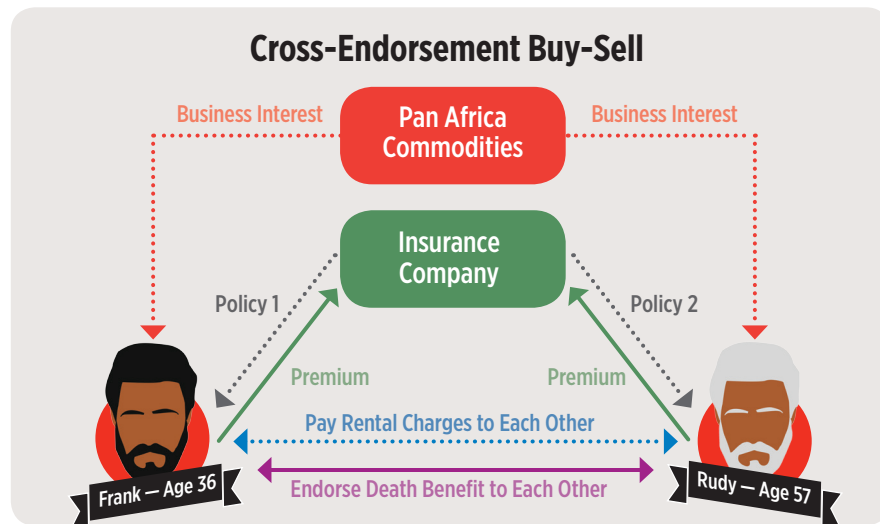 Cross-Endorsement Buy-Sell
Business Interest
Pan Africa
Commodities
Business Interest
Insurance
Company
Policy 1
Policy 2
Premium
Premium
Pay Rental Charges to Each Other
Endorse Death Benefit to Each Other
Frank — Age 36
Rudy — Age 57